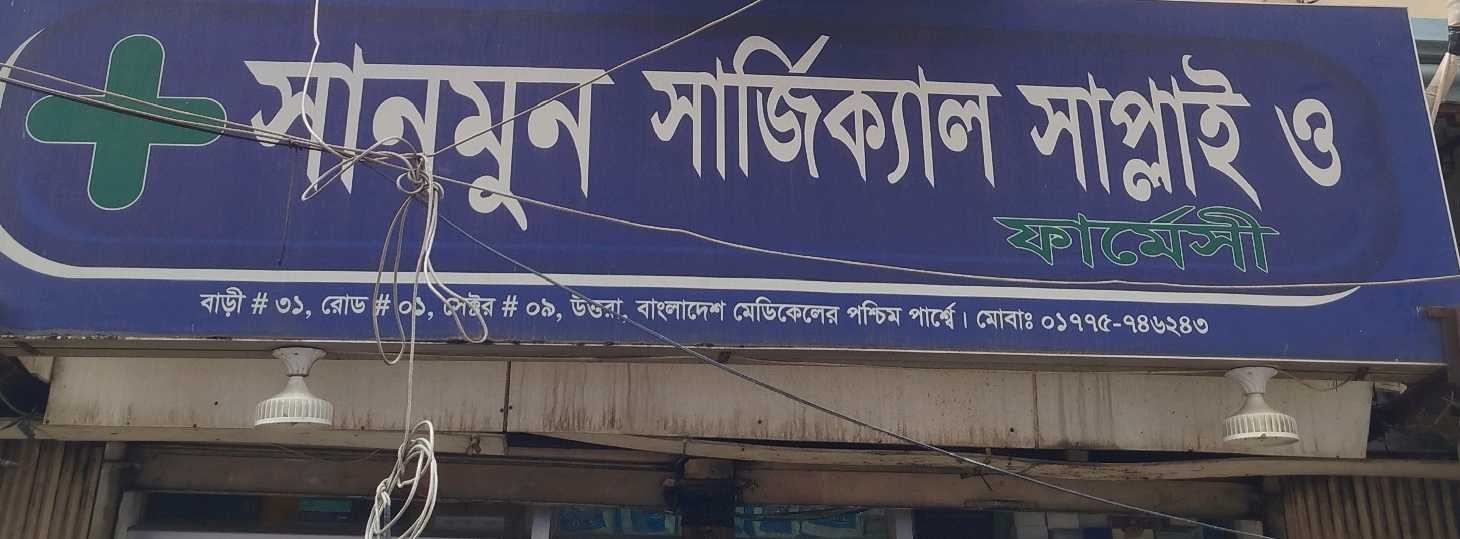 সানমুন সার্জিক্যাল সাপ্লাই ও
ফার্মেসী
বাড়ী # ৩১, রোড # ০১, সেক্টর # ০৯, উত্তরা, বাংলাদেশ মেডিকেলের পশ্চিম পার্শ্বে। মোবাঃ ০১৭৭৫-৭৪৬২৪৩